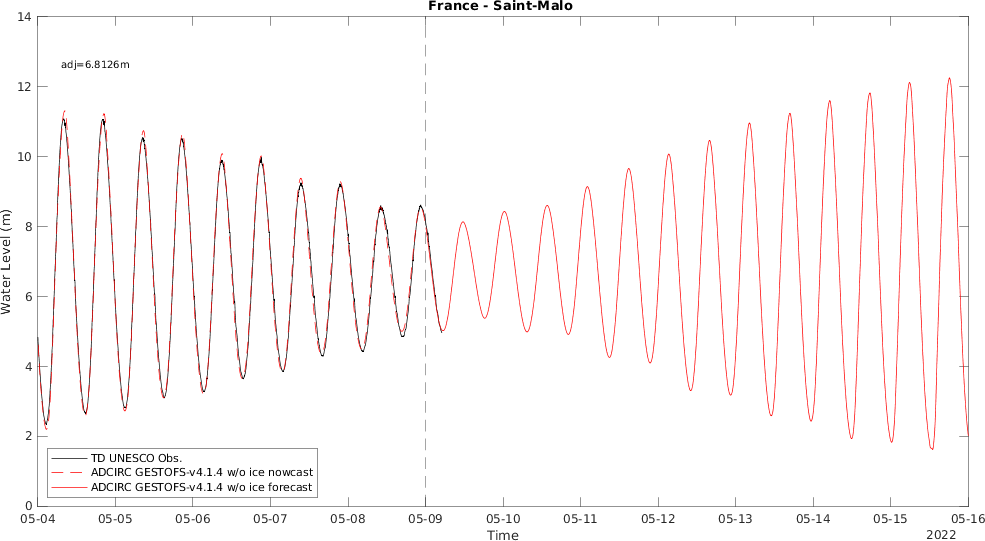 France - Saint-Malo
adj=6.8126m
Water Level (m)
14
12
10
8
6
4
2
0
TD UNESCO Obs.
ADCIRC GESTOFS-v4.1.4 w/o ice nowcast
ADCIRC GESTOFS-v4.1.4 w/o ice forecast
05-04 05-05 05-06 05-07 05-08 05-09 05-10 05-11 05-12 05-13 05-14 05-15 05-16
Time
2022